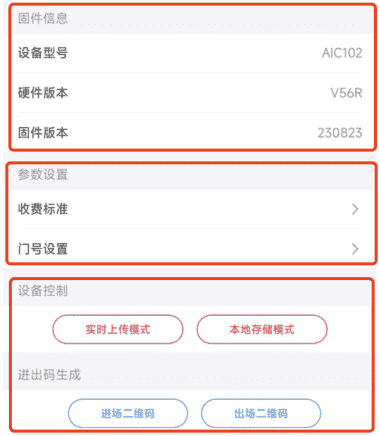 固件信息
设备型号 AIC102
硬件版本 V56R
固件版本 230823
参数设置
收费标准
门号设置
设备控制
实时上传模式 本地存储模式
进出码生成
进场二维码 出场二维码